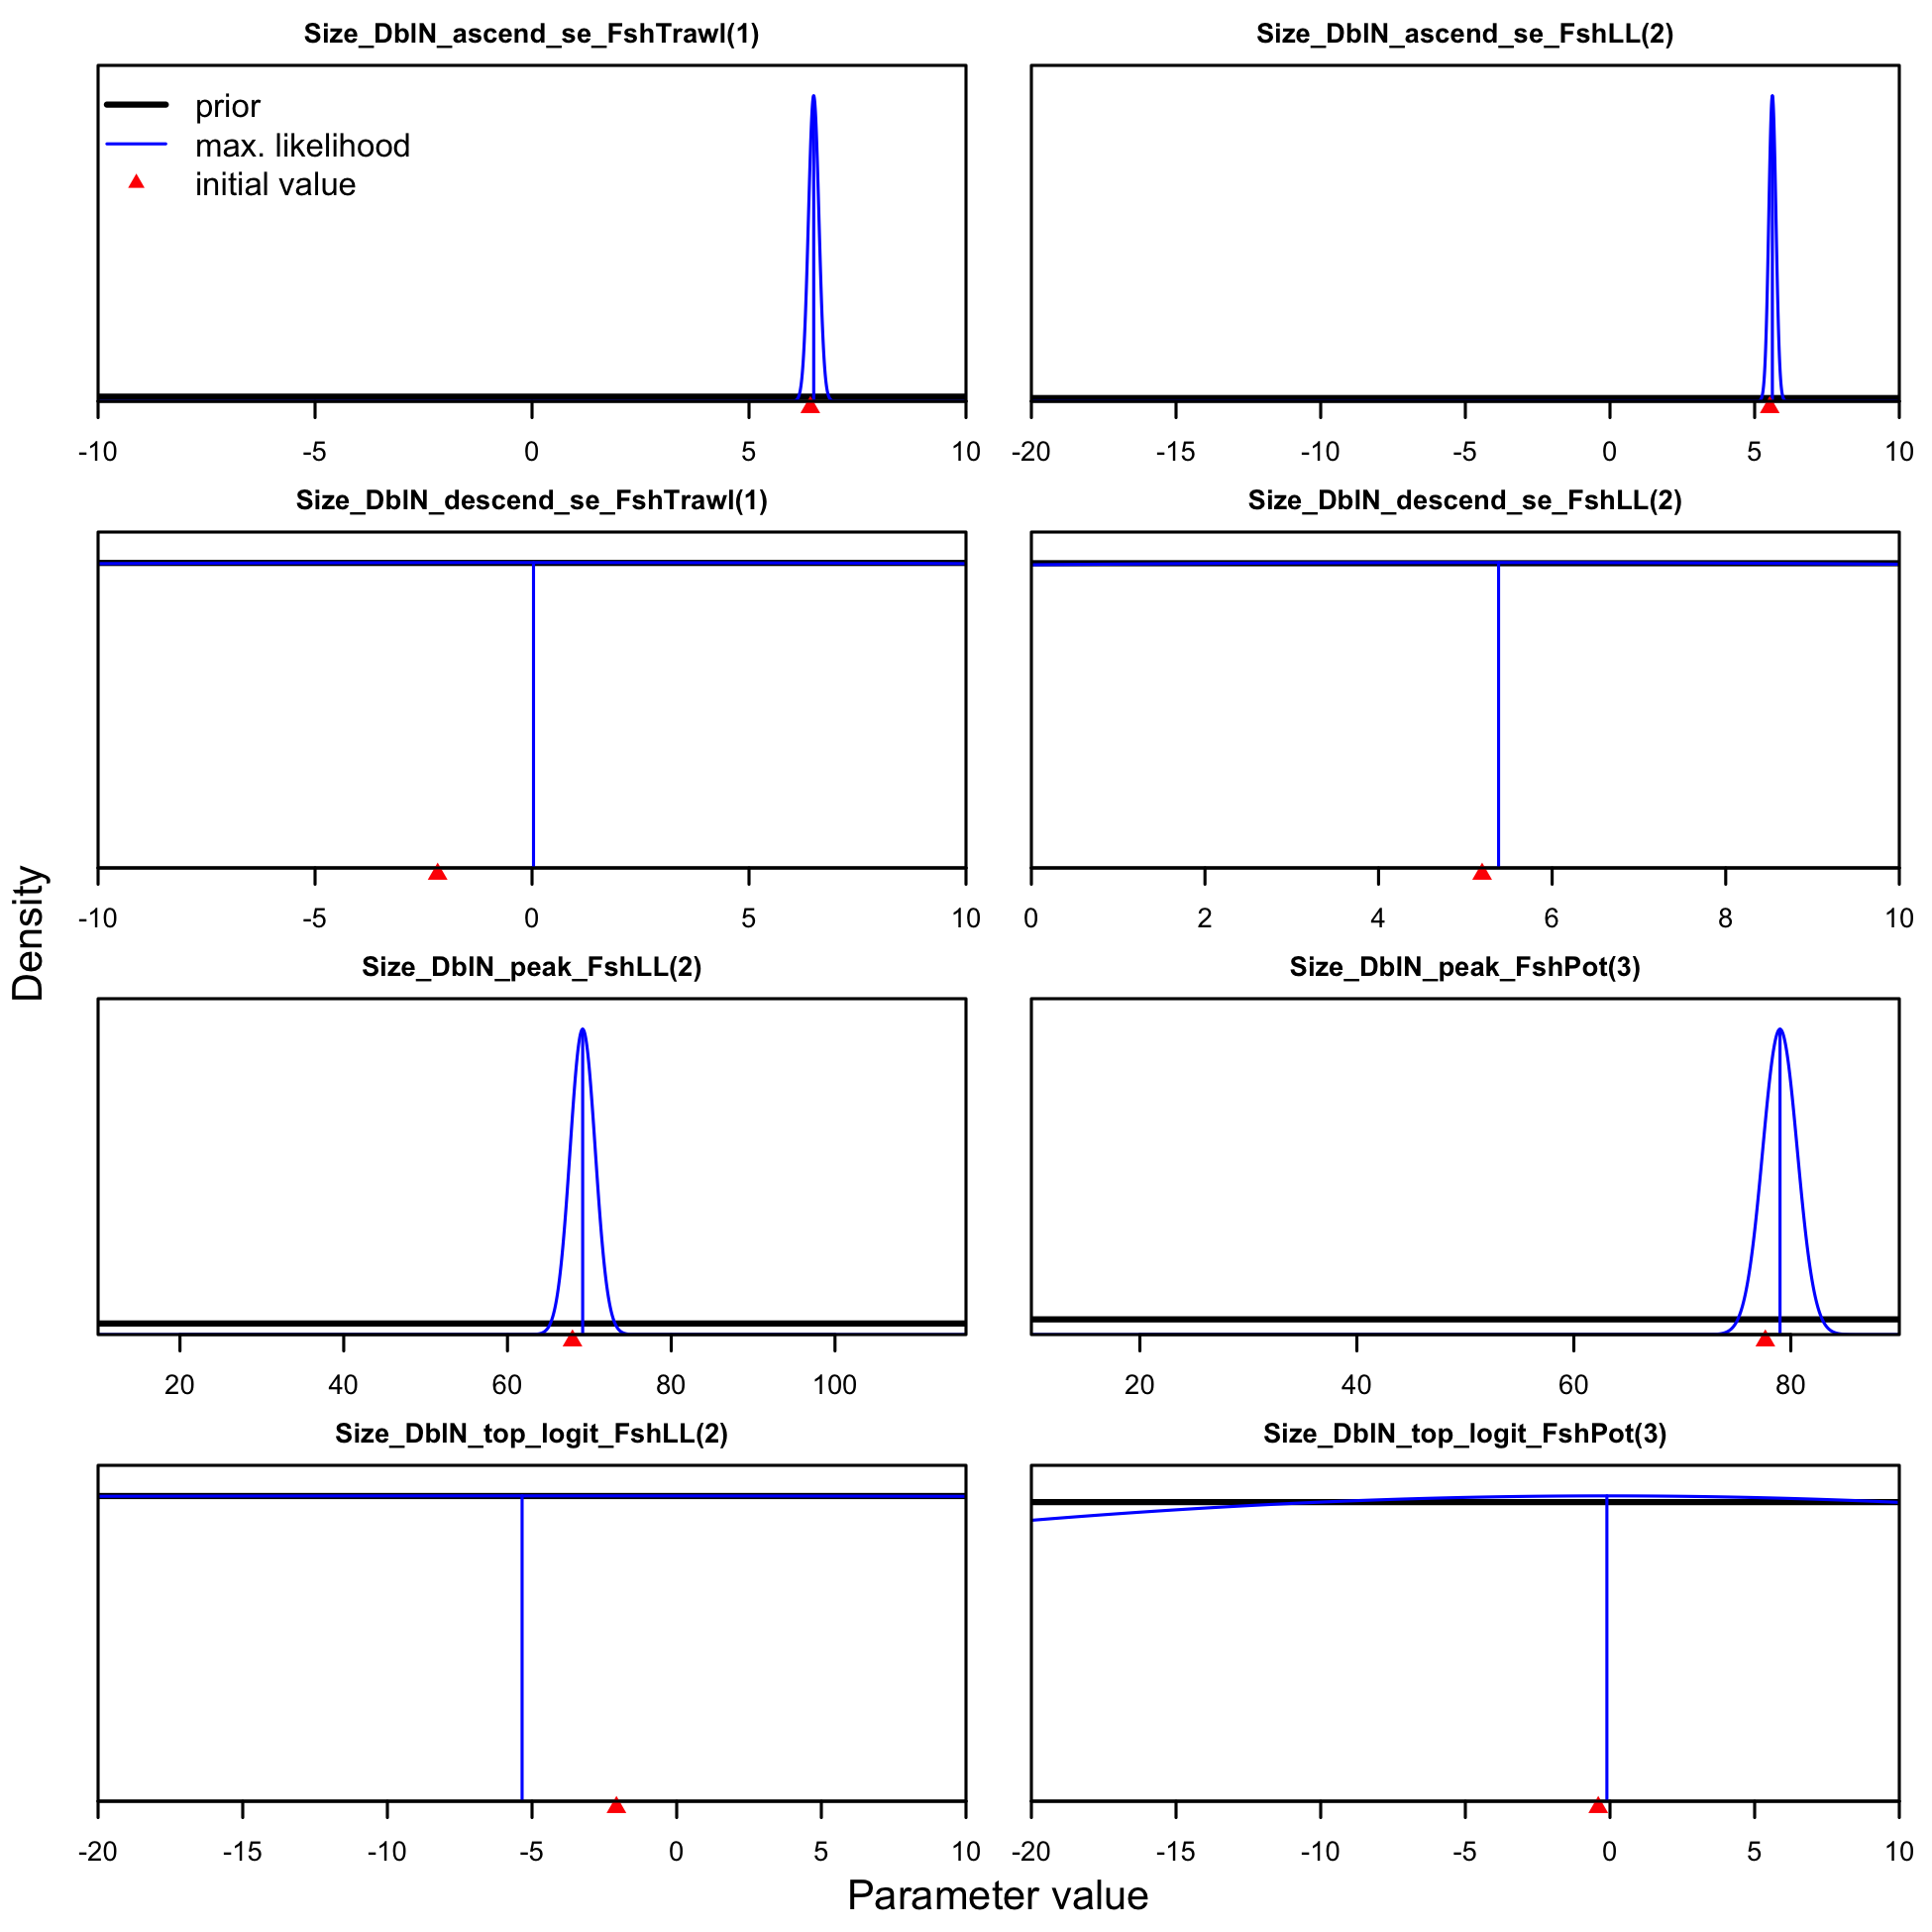 Size_DblN_ascend_se_FshTrawl(1)
Size_DblN_ascend_se_FshLL(2)
prior
max. likelihood
initial value
-10 -5 0 5 10
-20 -15 -10 -5 0 5 10
Size_DblN_descend_se_FshTrawl(1)
Size_DblN_descend_se_FshLL(2)
-10 -5 0 5 10
0 2 4 6 8 10
Density
Size_DblN_peak_FshLL(2)
Size_DblN_peak_FshPot(3)
20 40 60 80 100
20 40 60 80
Size_DblN_top_logit_FshLL(2)
Size_DblN_top_logit_FshPot(3)
-20 -15 -10 -5 0 5 10
-20 -15 -10 -5 0 5 10
Parameter value